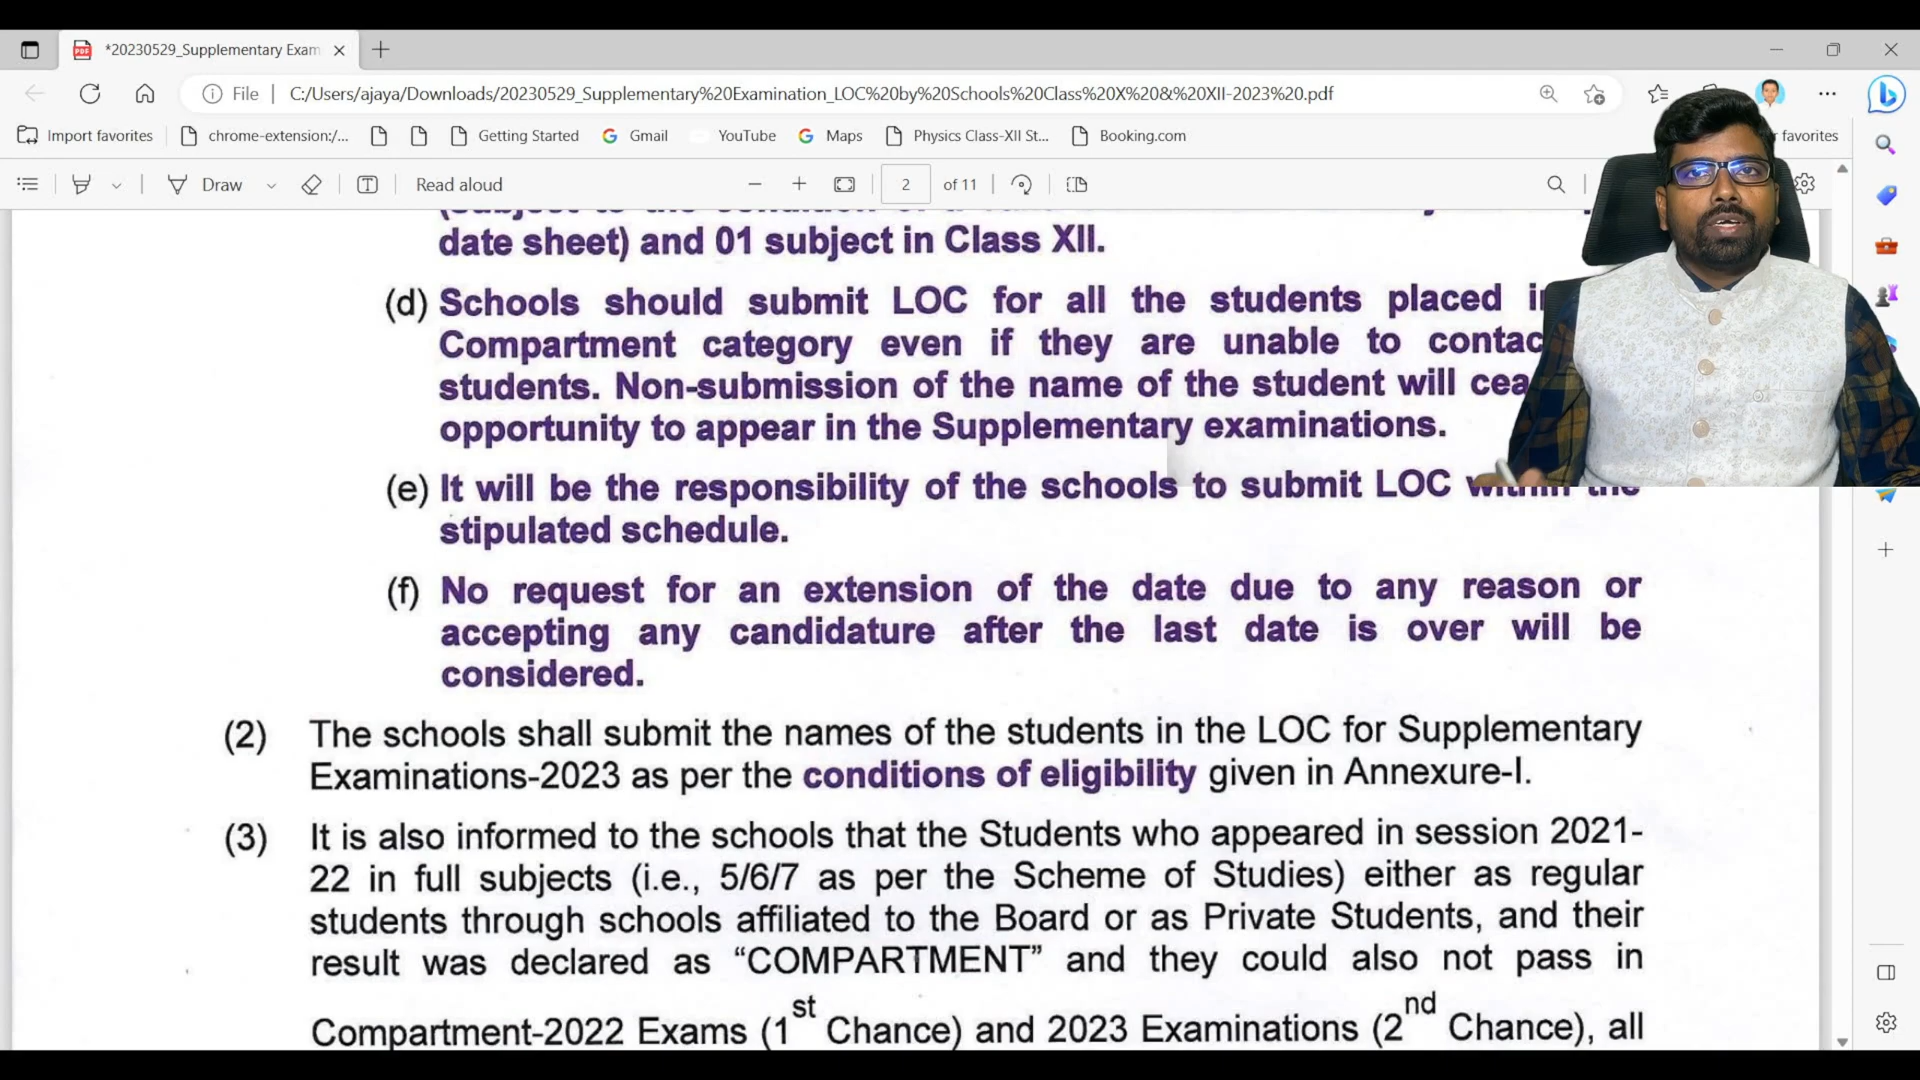 *20230529_Supplementary Exam
File
C:/Users/ajaya/Downloads/20230529_Supplementary%20Examination_LOC%20by%20Schools%20Class%20X%20&%20XII-2023%20.pdf
Import favorites
chrome-extension:/...
Getting Started
Gmail
YouTube
Maps
Physics Class-XII St...
Booking.com
favorites
Draw
Read aloud
2
of 11
date sheet) and 01 subject in Class XII.
(d) Schools should submit LOC for all the students placed
Compartment category even if they are unable to
students. Non-submission of the name of the student will
opportunity to appear in the Supplementary examinations.
(e) It will be the responsibility of the schools to submit LOC within the
stipulated schedule.
(f) No request for an extension of the date due to any reason or
accepting any candidature after the last date is over will be
considered.
(2) The schools shall submit the names of the students in the LOC for Supplementary
Examinations-2023 as per the conditions of eligibility given in Annexure-I.
(3) It is also informed to the schools that the Students who appeared in session 2021-
22 in full subjects (i.e., 5/6/7 as per the Scheme of Studies) either as regular
students through schools affiliated to the Board or as Private Students, and their
result was declared as “COMPARTMENT” and they could also not pass in
Compartment-2022 Exams (1st Chance) and 2023 Examinations (2nd Chance), all